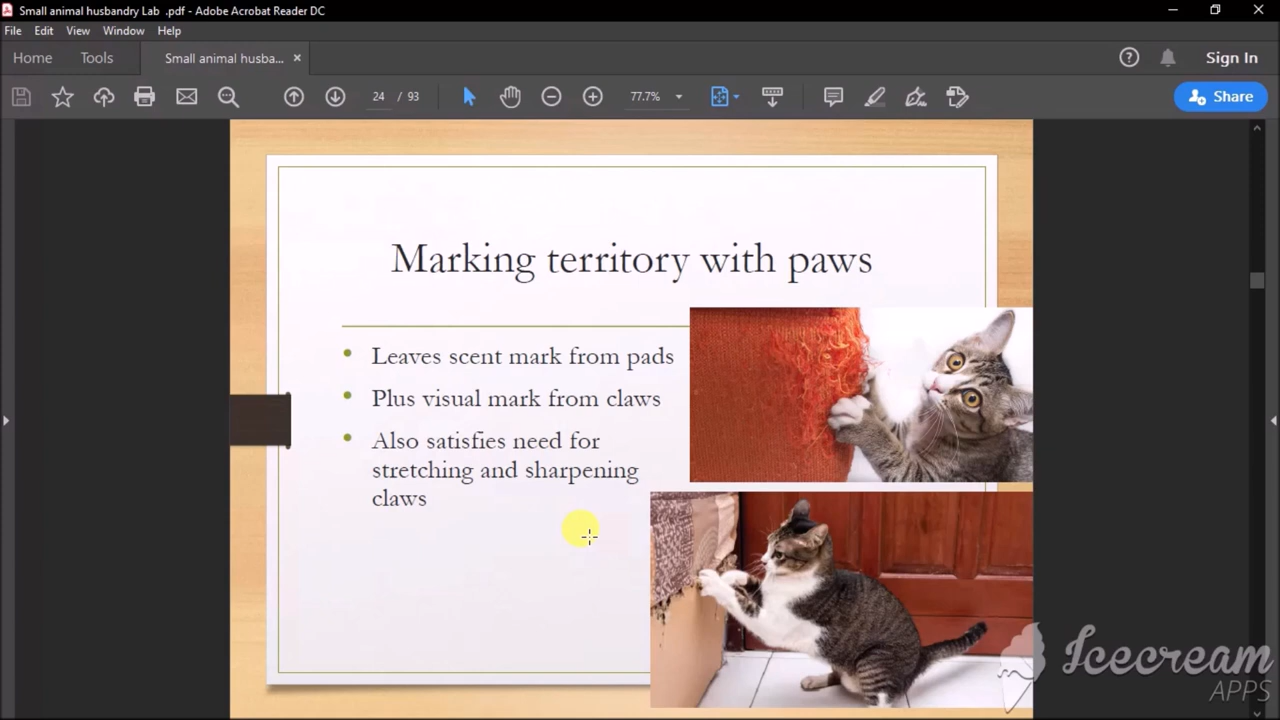 Small animal husbandry Lab .pdf - Adobe Acrobat Reader DC
File Edit View Window Help
Home Tools Small animal husba... Sign In
24 / 93 77.7% Share
Marking territory with paws
Leaves scent mark from pads
Plus visual mark from claws
Also satisfies need for
stretching and sharpening
claws
Icecream
APPS